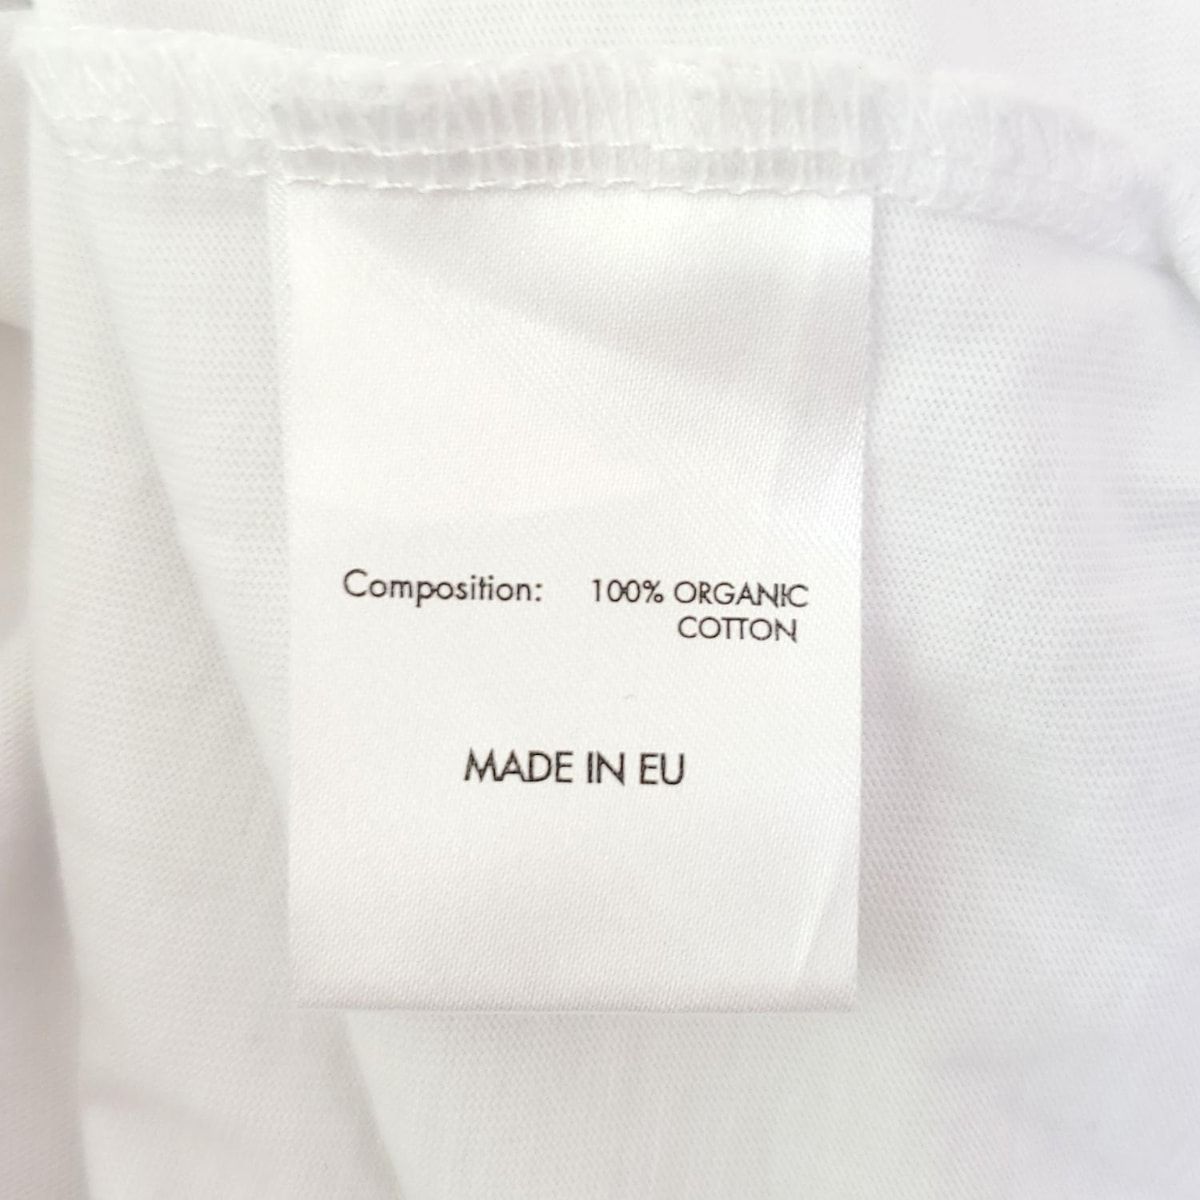 Composition: 100% ORGANIC
COTTON
MADE IN EU